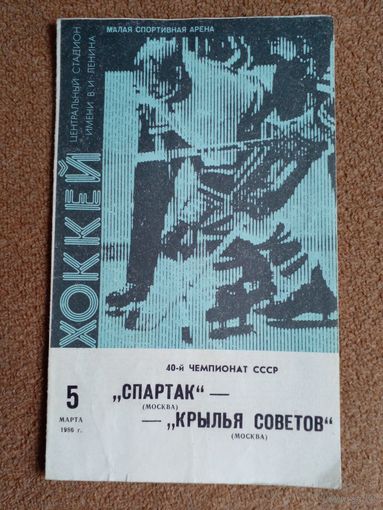 МАЛАЯ СПОРТИВНАЯ АРЕНА
ЦЕНТРАЛЬНЫЙ СТАДИОН
ИМЕНИ В. И. ЛЕНИНА
ХОККЕЙ
40-й ЧЕМПИОНАТ СССР
5
МАРТА
1986 г.
„СПАРТАК“ —
(МОСКВА)
— „КРЫЛЬЯ СОВЕТОВ“
(МОСКВА)